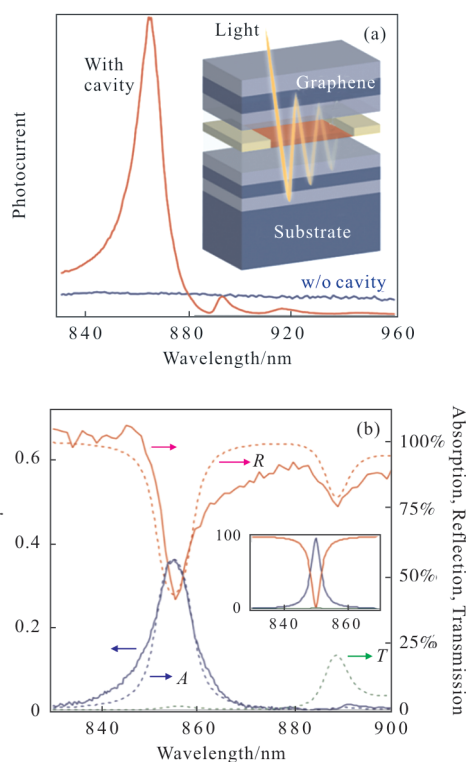 Light
(a)
With
cavity
Graphene
Photocurrent
Substrate
w/o cavity
840
880
920
960
Wavelength/nm
(b)
100%
0.6
R
75%
100
0.4
50%
0
840
860
0.2
25%
T
A
0
0
840
860
880
900
Wavelength/nm
Absorption, Reflection, Transmission